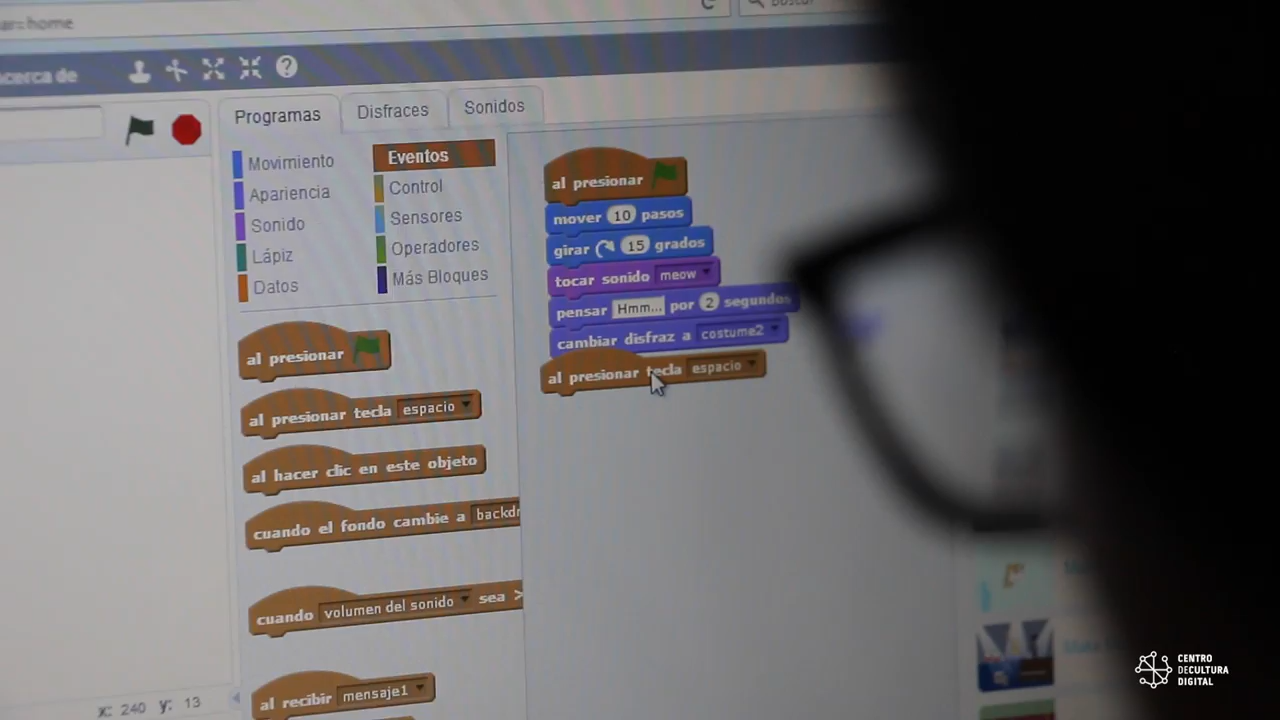 ar=home
acerca de
Programas
Disfraces
Sonidos
Movimiento
Apariencia
Sonido
Lápiz
Datos
Eventos
Control
Sensores
Operadores
Más Bloques
al presionar
al presionar tecla espacio
al hacer clic en este objeto
cuando el fondo cambie a backdr
cuando volumen del sonido sea >
al recibir mensaje1
al presionar
mover 10 pasos
girar 15 grados
tocar sonido meow
pensar Hmm... por 2 segundos
cambiar disfraz a costume2
al presionar tecla espacio
x: 240 y: 13
CENTRO
DECULTURA
DIGITAL